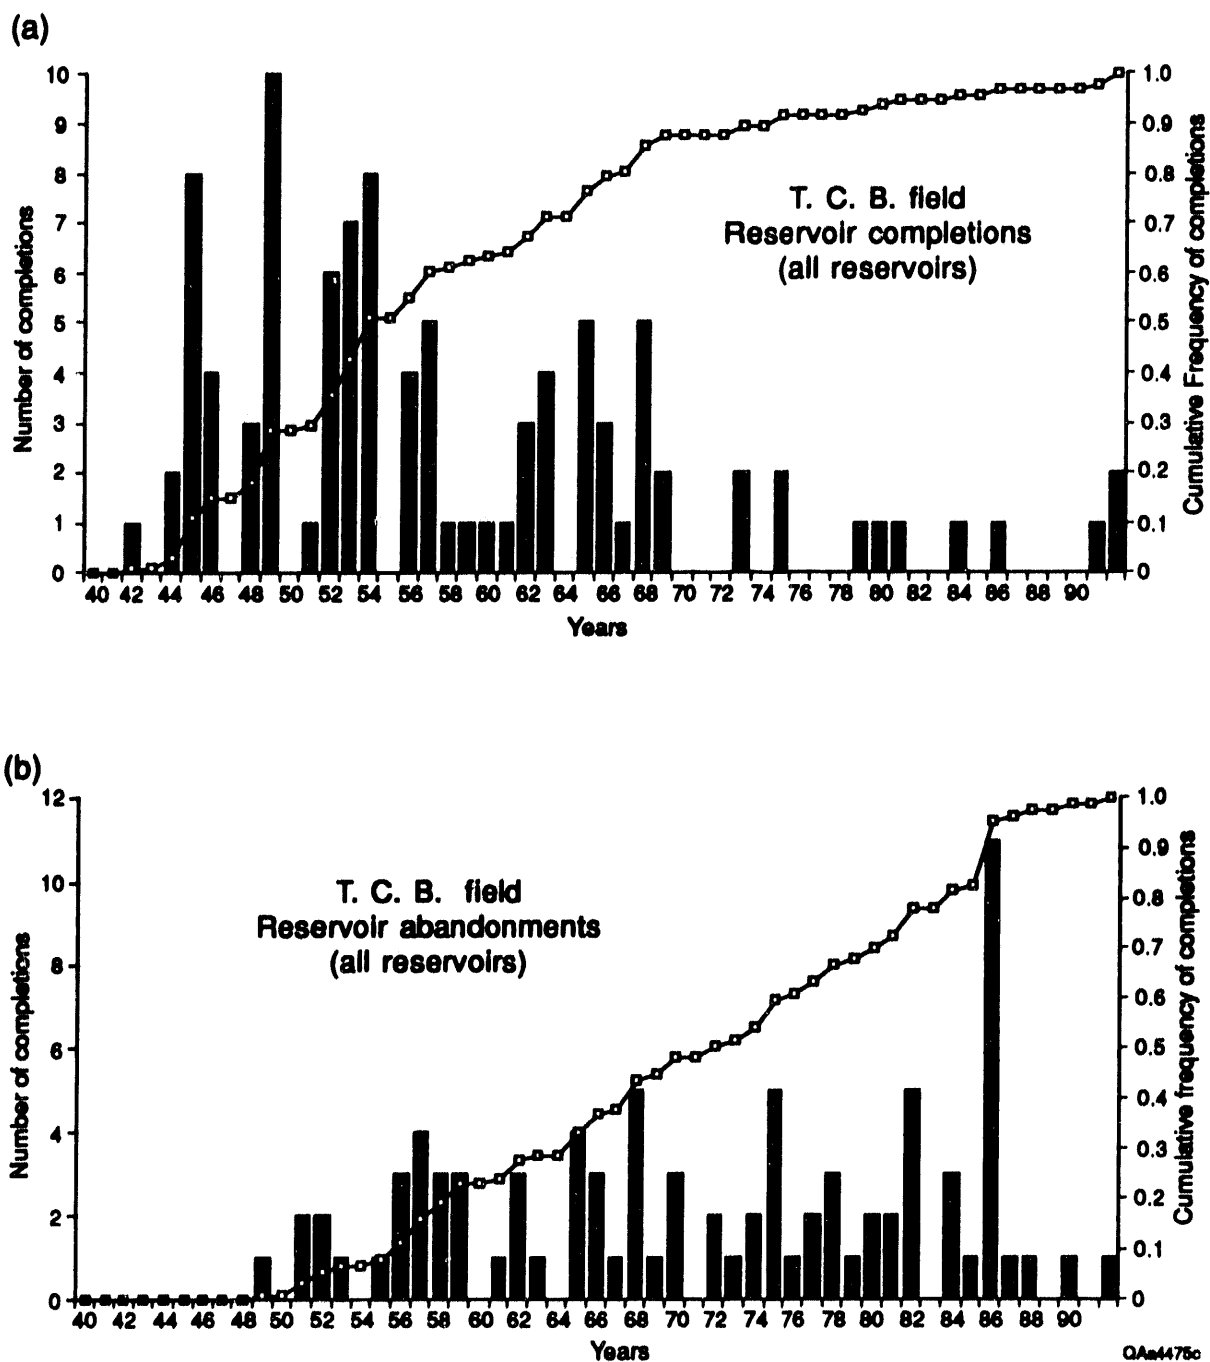 (a)
10
9
8
7
6
5
4
3
2
1
0
Number of completions
1.0
0.9
0.8
0.7
0.6
0.5
0.4
0.3
0.2
0.1
0
Cumulative Frequency of completions
T. C. B. field
Reservoir completions
(all reservoirs)
40 42 44 46 48 50 52 54 56 58 60 62 64 66 68 70 72 74 76 78 80 82 84 86 88 90
Years
(b)
12
10
8
6
4
2
0
Number of completions
1.0
0.9
0.8
0.7
0.6
0.5
0.4
0.3
0.2
0.1
0
Cumulative frequency of completions
T. C. B. field
Reservoir abandonments
(all reservoirs)
40 42 44 46 48 50 52 54 56 58 60 62 64 66 68 70 72 74 76 78 80 82 84 86 88 90
Years
QAa4475c